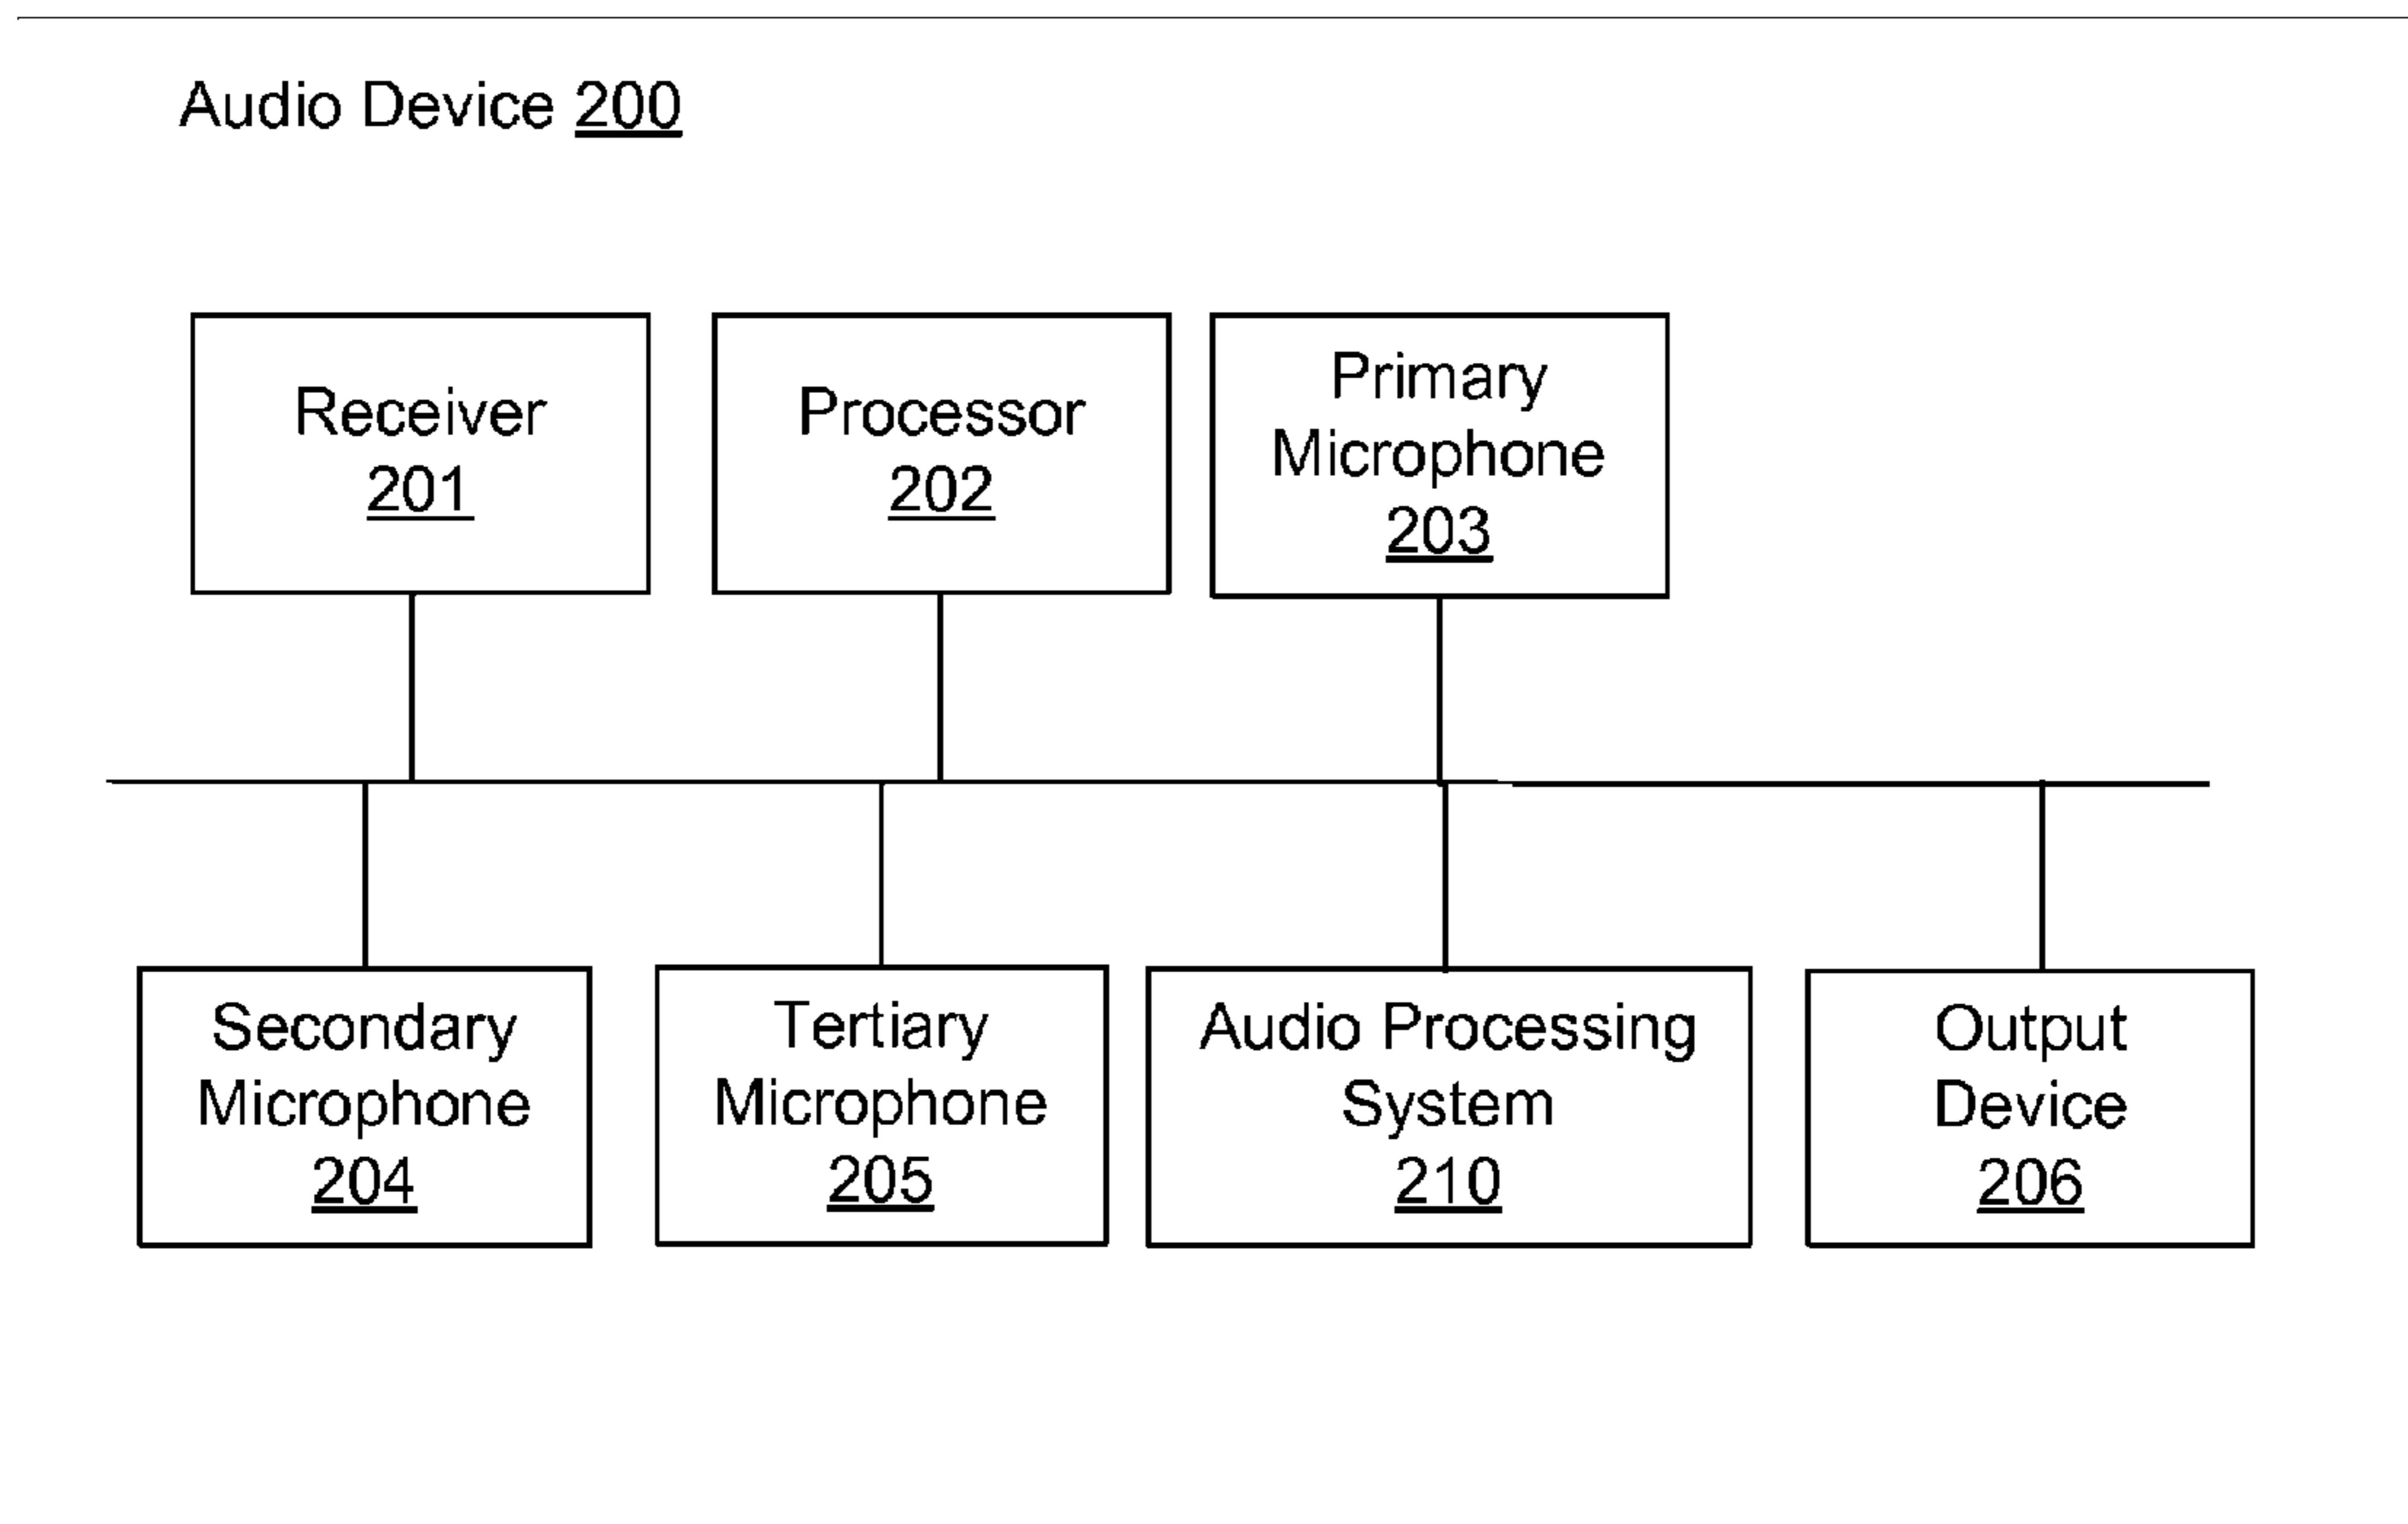 Audio Device 200
Receiver
201
Processor
202
Primary
Microphone
203
Secondary
Microphone
204
Tertiary
Microphone
205
Audio Processing
System
210
Output
Device
206